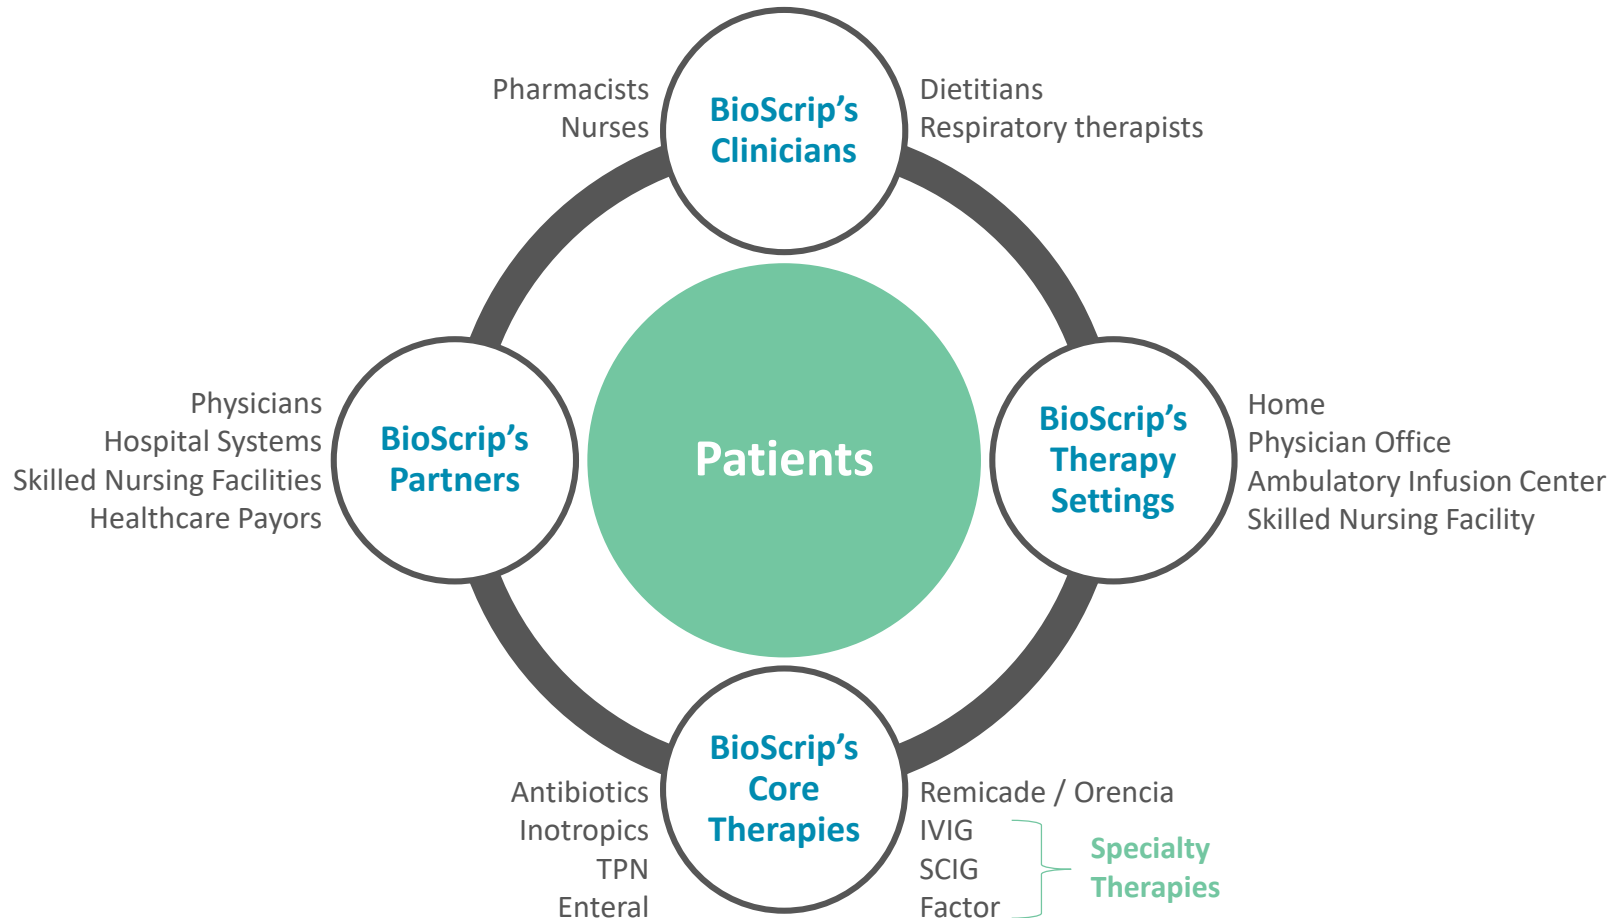 Pharmacists
Nurses
BioScrip’s
Clinicians
Dietitians
Respiratory therapists
Physicians
Hospital Systems
Skilled Nursing Facilities
Healthcare Payors
BioScrip’s
Partners
Patients
BioScrip’s
Therapy
Settings
Home
Physician Office
Ambulatory Infusion Center
Skilled Nursing Facility
Antibiotics
Inotropics
TPN
Enteral
BioScrip’s
Core
Therapies
Remicade / Orencia
IVIG
SCIG
Factor
Specialty
Therapies